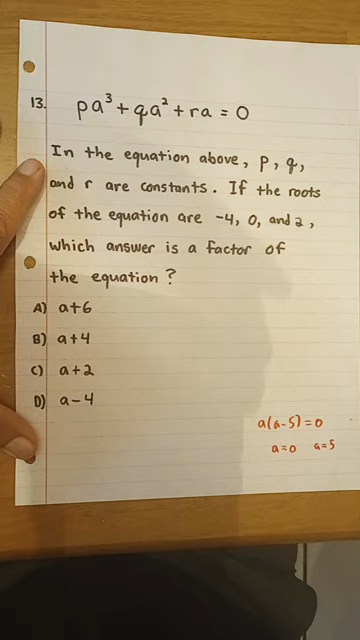 13. pa³ + qa² + ra = 0
In the equation above, p, q,
and r are constants. If the roots
of the equation are -4, 0, and 2,
which answer is a factor of
the equation?
A) a+6
B) a+4
C) a+2
D) a-4
a(a-5)=0
a=0 a=5